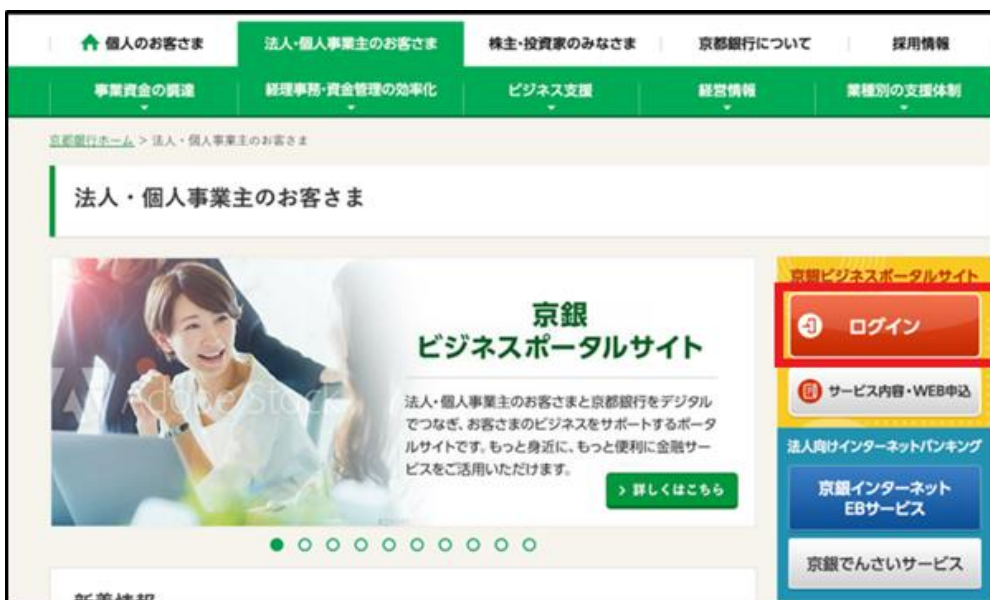 個人のお客さま
法人・個人事業主のお客さま
株主・投資家のみなさま
京都銀行について
採用情報
事業資金の調達
経理事務・資金管理の効率化
ビジネス支援
経営情報
業種別の支援体制
京都銀行ホーム > 法人・個人事業主のお客さま
法人・個人事業主のお客さま
京銀
ビジネスポータルサイト
法人・個人事業主のお客さまと京都銀行をデジタル
でつなぎ、お客さまのビジネスをサポートするポータ
ルサイトです。もっと身近に、もっと便利に金融サー
ビスをご活用いただけます。
> 詳しくはこちら
Adobe Stock
京銀ビジネスポータルサイト
ログイン
サービス内容・WEB申込
法人向けインターネットバンキング
京銀インターネット
EBサービス
京銀でんさいサービス
新着情報